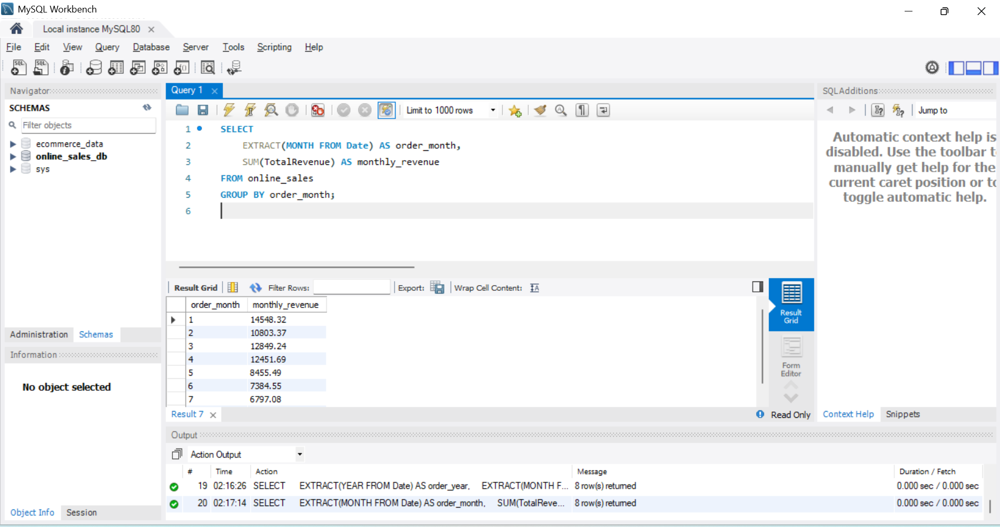 MySQL Workbench
Local instance MySQL80
File Edit View Query Database Server Tools Scripting Help
Navigator
SCHEMAS
Filter objects
ecommerce_data
online_sales_db
sys
Administration Schemas
Information
No object selected
Object Info Session
Query 1
Limit to 1000 rows
1 SELECT
2 EXTRACT(MONTH FROM Date) AS order_month,
3 SUM(TotalRevenue) AS monthly_revenue
4 FROM online_sales
5 GROUP BY order_month;
6
Result Grid Filter Rows: Export: Wrap Cell Content:
order_month monthly_revenue
1 14548.32
2 10803.37
3 12849.24
4 12451.69
5 8455.49
6 7384.55
7 6797.08
Result Grid
Form Editor
Result 7
Read Only
SQLAdditions
Jump to
Automatic context help is
disabled. Use the toolbar t
manually get help for the
current caret position or to
toggle automatic help.
Context Help Snippets
Output
Action Output
# Time Action Message Duration / Fetch
19 02:16:26 SELECT EXTRACT(YEAR FROM Date) AS order_year, EXTRACT(MONTH F... 8 row(s) returned 0.000 sec / 0.000 sec
20 02:17:14 SELECT EXTRACT(MONTH FROM Date) AS order_month, SUM(TotalReve... 8 row(s) returned 0.000 sec / 0.000 sec